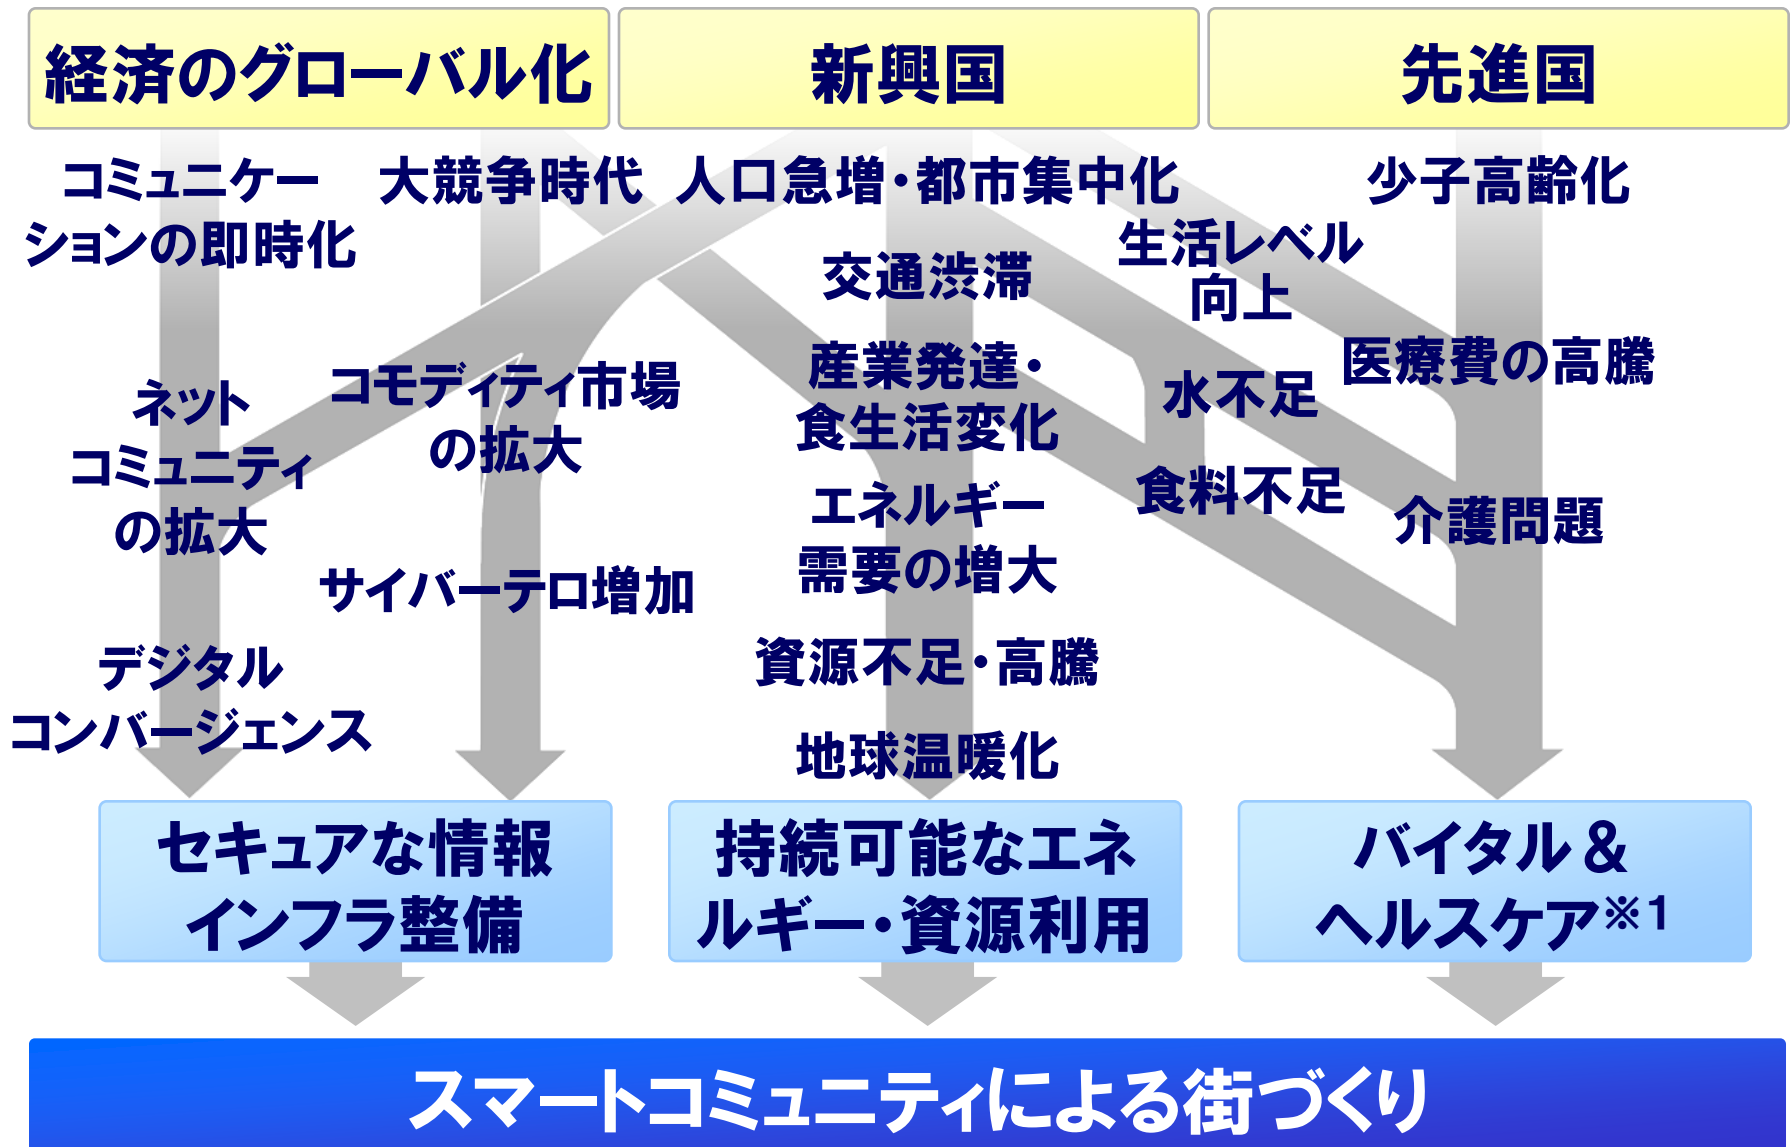 経済のグローバル化
新興国
先進国
コミュニケー
ションの即時化
大競争時代
人口急増・都市集中化
少子高齢化
生活レベル
向上
交通渋滞
産業発達・
食生活変化
水不足
医療費の高騰
ネット
コミュニティ
の拡大
コモディティ市場
の拡大
エネルギー
需要の増大
食料不足
介護問題
サイバーテロ増加
資源不足・高騰
デジタル
コンバージェンス
地球温暖化
セキュアな情報
インフラ整備
持続可能なエネ
ルギー・資源利用
バイタル＆
ヘルスケア※1
スマートコミュニティによる街づくり